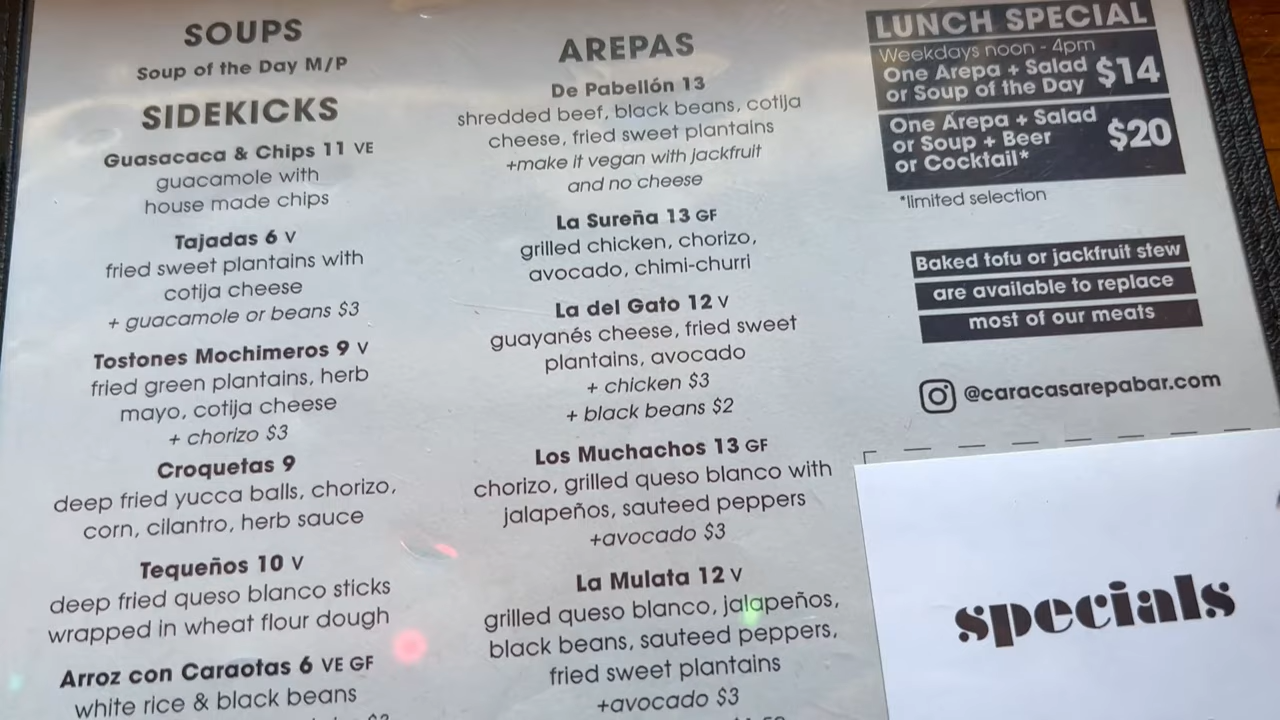 SOUPS
Soup of the Day M/P
SIDEKICKS
Guasacaca & Chips 11 VE
guacamole with
house made chips
Tajadas 6 V
fried sweet plantains with
cotija cheese
+ guacamole or beans $3
Tostones Mochimeros 9 V
fried green plantains, herb
mayo, cotija cheese
+ chorizo $3
Croquetas 9
deep fried yucca balls, chorizo,
corn, cilantro, herb sauce
Tequeños 10 V
deep fried queso blanco sticks
wrapped in wheat flour dough
Arroz con Caraotas 6 VE GF
white rice & black beans
AREPAS
De Pabellón 13
shredded beef, black beans, cotija
cheese, fried sweet plantains
+make it vegan with jackfruit
and no cheese
La Sureña 13 GF
grilled chicken, chorizo,
avocado, chimi-churri
La del Gato 12 V
guayanés cheese, fried sweet
plantains, avocado
+ chicken $3
+ black beans $2
Los Muchachos 13 GF
chorizo, grilled queso blanco with
jalapeños, sauteed peppers
+avocado $3
La Mulata 12 V
grilled queso blanco, jalapeños,
black beans, sauteed peppers,
fried sweet plantains
+avocado $3
LUNCH SPECIAL
Weekdays noon - 4pm
One Arepa + Salad
or Soup of the Day $14
One Arepa + Salad
or Soup + Beer
or Cocktail* $20
*limited selection
Baked tofu or jackfruit stew
are available to replace
most of our meats
@caracasarepabar.com
specials